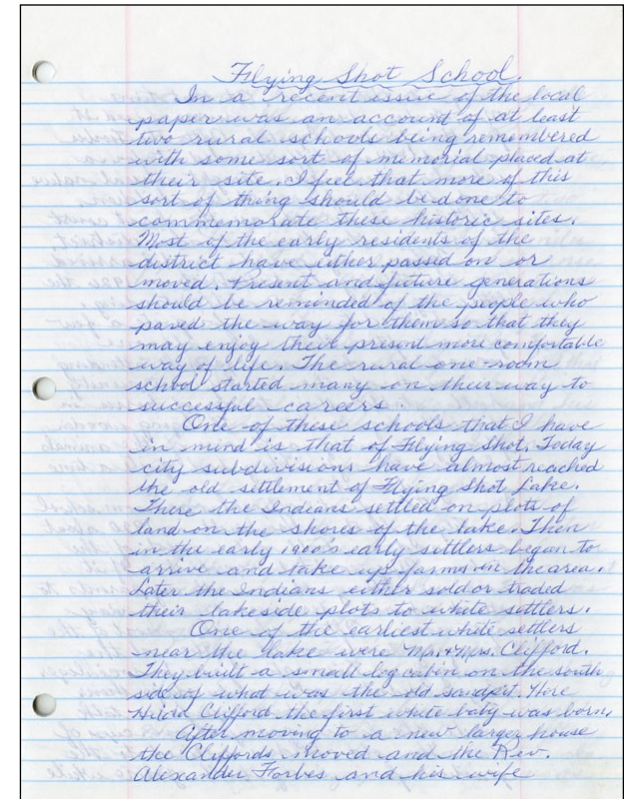 Flying Shot School.
In a recent issue of the local
paper was an account of at least
two rural schools being remembered
with some sort of memorial placed at
their site. I feel that more of this
sort of thing should be done to
commemorate these historic sites.
Most of the early residents of the
district have either passed on or
moved. Present and future generations
should be reminded of the people who
paved the way for them so that they
may enjoy their present more comfortable
way of life. The rural one-room
school started many on their way to
successful careers.
One of these schools that I have
in mind is that of Flying Shot. Today
city subdivisions have almost reached
the old settlement of Flying Shot Lake.
There the Indians settled on plots of
land on the shores of the lake. Then
in the early 1900's early settlers began to
arrive and take up farms in the area.
Later the Indians either sold or traded
their lakeside plots to white settlers.
One of the earliest white settlers
near the lake were Mr. & Mrs. Clifford.
They built a small log cabin on the south
side of what was the old sandpit. Here
Hilda Clifford the first white baby was born.
After moving to a new larger house
the Cliffords moved and the Rev.
Alexander Forbes and his wife